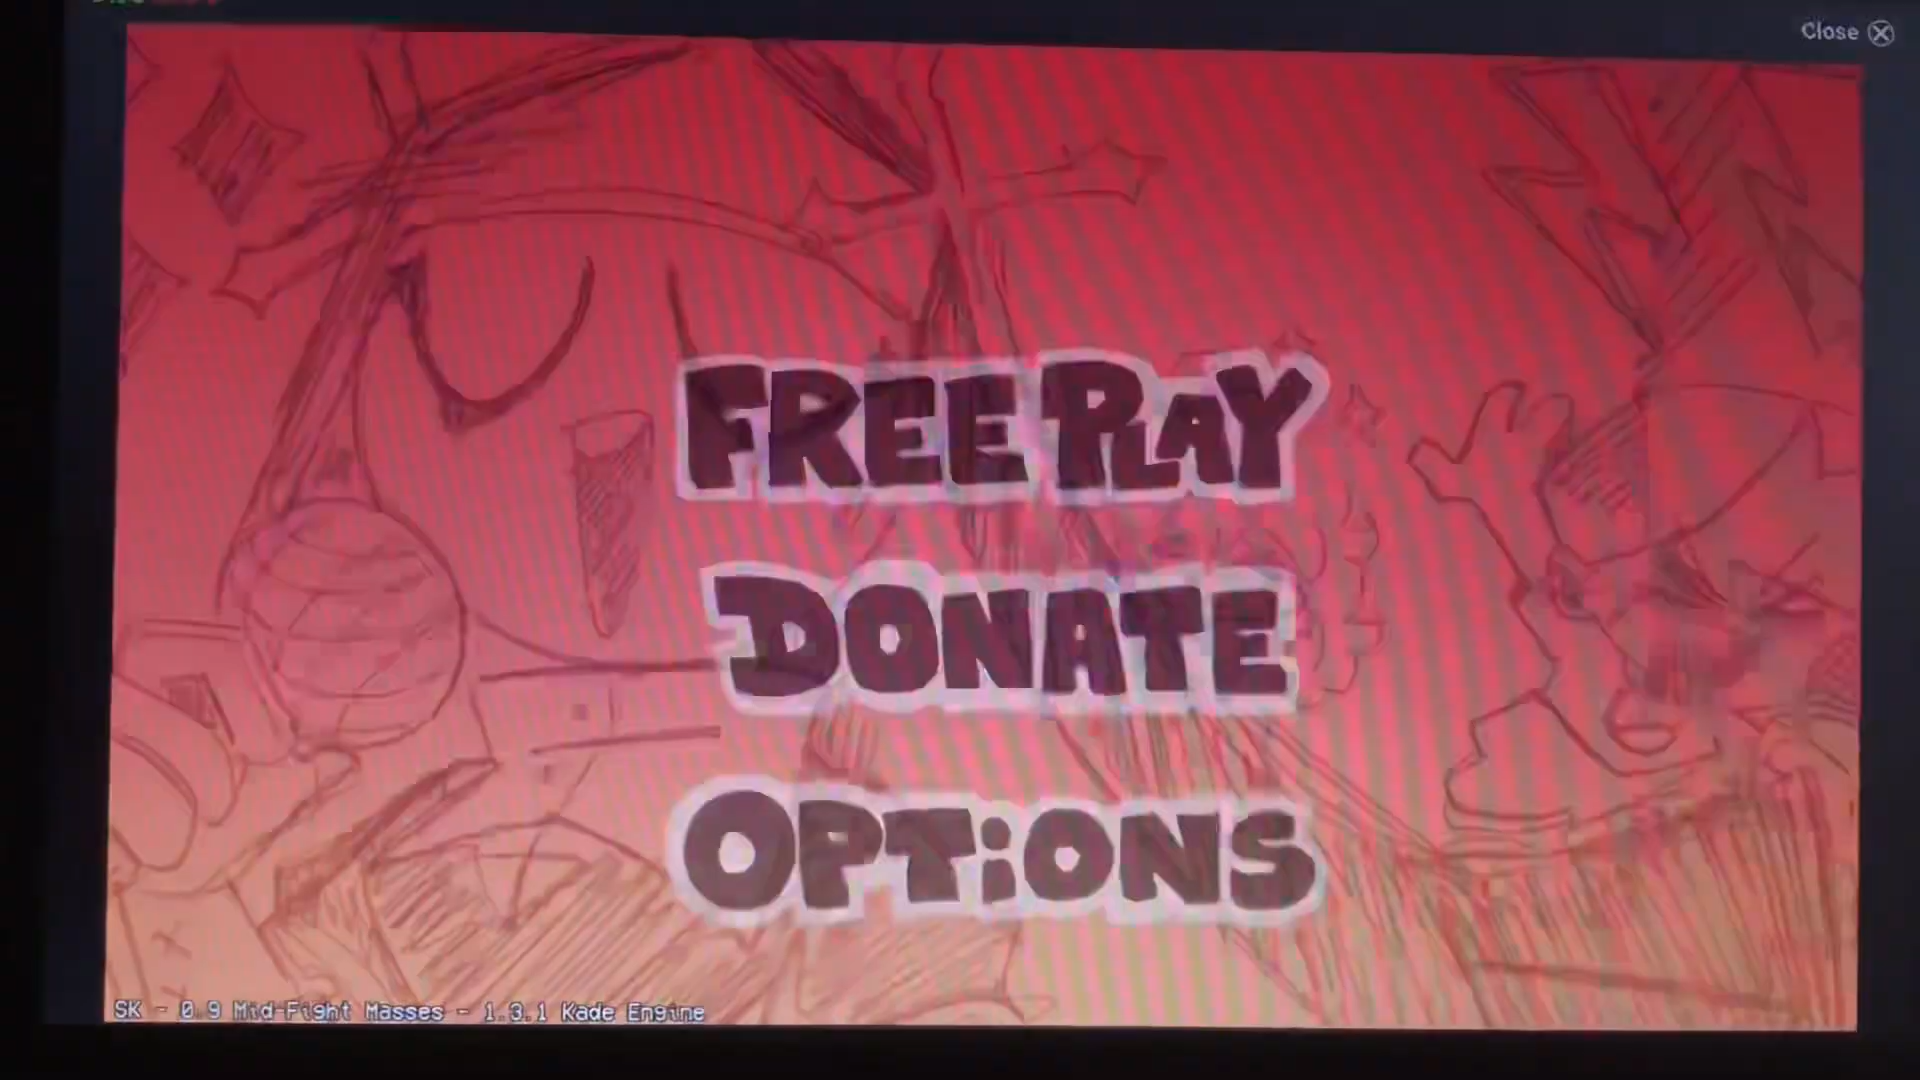 Close
FREE PLAY
DONATE
OPTiONS
SK - 0.9 Mid-Fight Masses - 1.3.1 Kade Engine